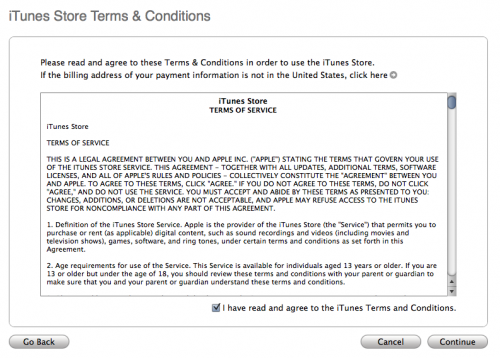 iTunes Store Terms & Conditions
Please read and agree to these Terms & Conditions in order to use the iTunes Store.
If the billing address of your payment information is not in the United States, click here
iTunes Store
TERMS OF SERVICE
iTunes Store
TERMS OF SERVICE
THIS IS A LEGAL AGREEMENT BETWEEN YOU AND APPLE INC. ("APPLE") STATING THE TERMS THAT GOVERN YOUR USE
OF THE ITUNES STORE SERVICE. THIS AGREEMENT - TOGETHER WITH ALL UPDATES, ADDITIONAL TERMS, SOFTWARE
LICENSES, AND ALL OF APPLE'S RULES AND POLICIES - COLLECTIVELY CONSTITUTE THE "AGREEMENT" BETWEEN YOU
AND APPLE. TO AGREE TO THESE TERMS, CLICK "AGREE." IF YOU DO NOT AGREE TO THESE TERMS, DO NOT CLICK
"AGREE," AND DO NOT USE THE SERVICE. YOU MUST ACCEPT AND ABIDE BY THESE TERMS AS PRESENTED TO YOU:
CHANGES, ADDITIONS, OR DELETIONS ARE NOT ACCEPTABLE, AND APPLE MAY REFUSE ACCESS TO THE ITUNES
STORE FOR NONCOMPLIANCE WITH ANY PART OF THIS AGREEMENT.
1. Definition of the iTunes Store Service. Apple is the provider of the iTunes Store (the "Service") that permits you to
purchase or rent (as applicable) digital content, such as sound recordings and videos (including movies and
television shows), games, software, and ring tones, under certain terms and conditions as set forth in this
Agreement.
2. Age requirements for use of the Service. This Service is available for individuals aged 13 years or older. If you are
13 or older but under the age of 18, you should review these terms and conditions with your parent or guardian to
make sure that you and your parent or guardian understand these terms and conditions.
I have read and agree to the iTunes Terms and Conditions.
Go Back
Cancel
Continue